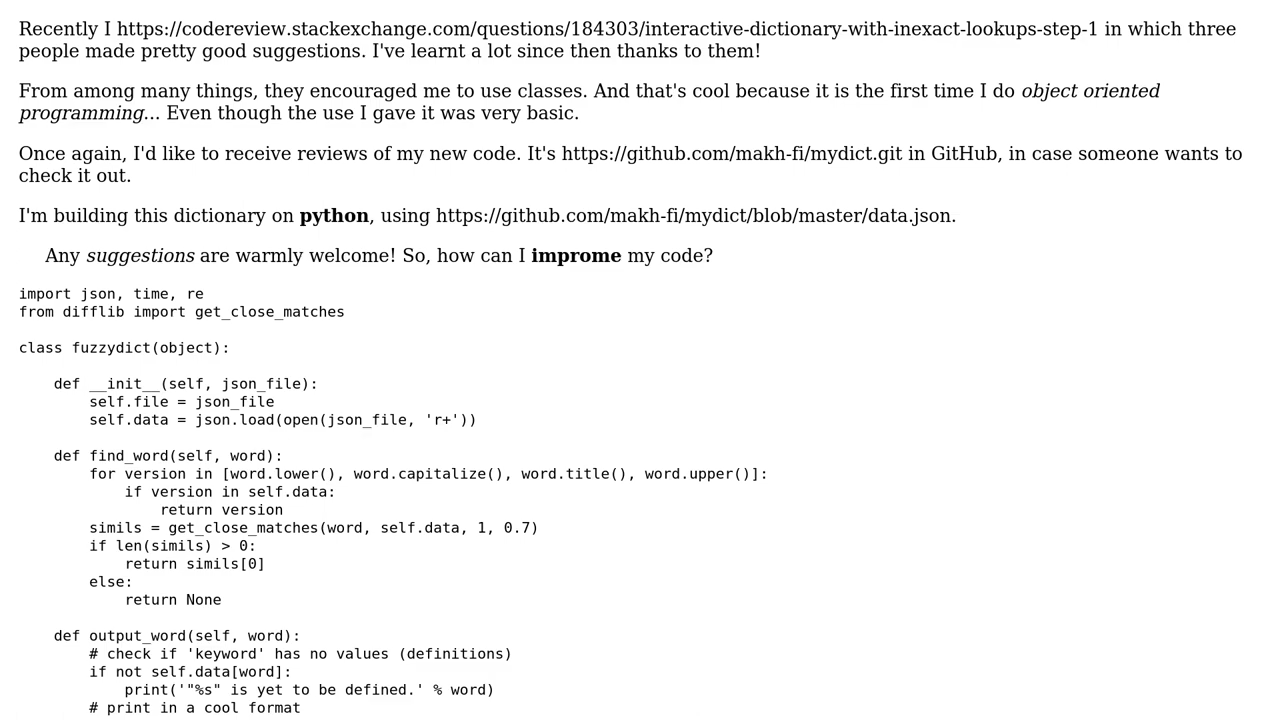 Recently I https://codereview.stackexchange.com/questions/184303/interactive-dictionary-with-inexact-lookups-step-1 in which three
people made pretty good suggestions. I've learnt a lot since then thanks to them!
From among many things, they encouraged me to use classes. And that's cool because it is the first time I do object oriented
programming... Even though the use I gave it was very basic.
Once again, I'd like to receive reviews of my new code. It's https://github.com/makh-fi/mydict.git in GitHub, in case someone wants to
check it out.
I'm building this dictionary on python, using https://github.com/makh-fi/mydict/blob/master/data.json.
Any suggestions are warmly welcome! So, how can I improme my code?
import json, time, re
from difflib import get_close_matches
class fuzzydict(object):
    def __init__(self, json_file):
        self.file = json_file
        self.data = json.load(open(json_file, 'r+'))
    def find_word(self, word):
        for version in [word.lower(), word.capitalize(), word.title(), word.upper()]:
            if version in self.data:
                return version
        simils = get_close_matches(word, self.data, 1, 0.7)
        if len(simils) > 0:
            return simils[0]
        else:
            return None
    def output_word(self, word):
        # check if 'keyword' has no values (definitions)
        if not self.data[word]:
            print('"%s" is yet to be defined.' % word)
        # print in a cool format